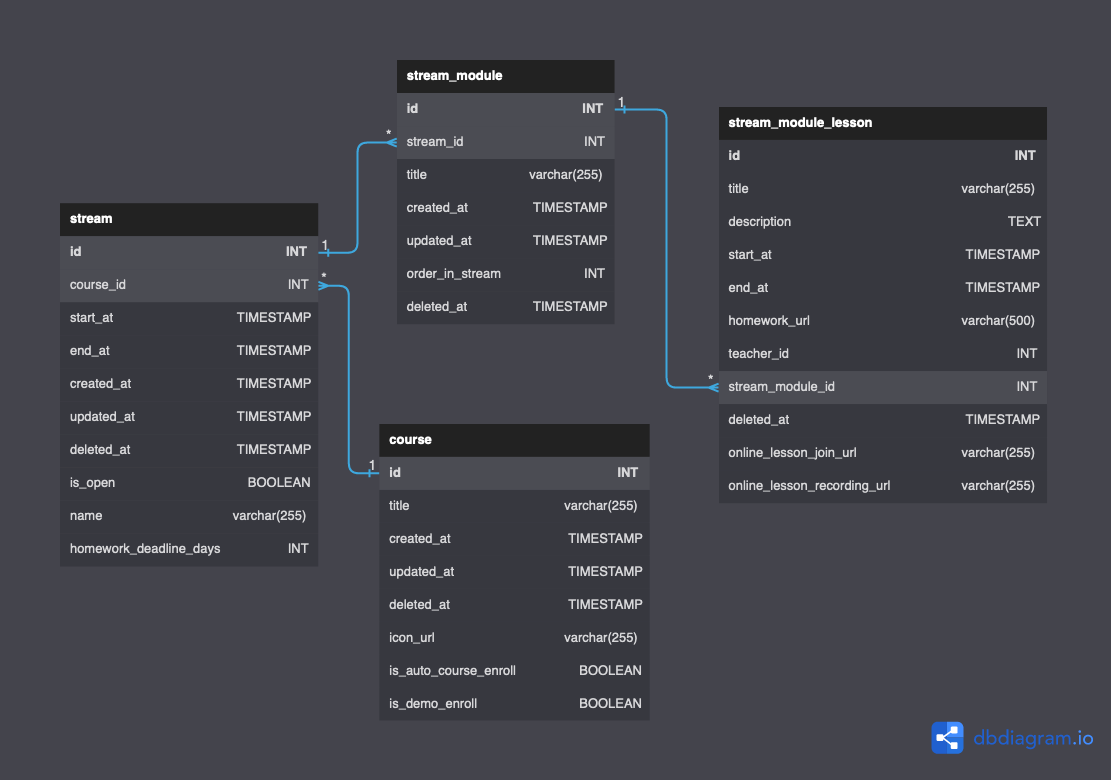 stream_module
id INT
stream_id INT
title varchar(255)
created_at TIMESTAMP
updated_at TIMESTAMP
order_in_stream INT
deleted_at TIMESTAMP
1
*
stream_module_lesson
id INT
title varchar(255)
description TEXT
start_at TIMESTAMP
end_at TIMESTAMP
homework_url varchar(500)
teacher_id INT
stream_module_id INT
deleted_at TIMESTAMP
online_lesson_join_url varchar(255)
online_lesson_recording_url varchar(255)
*
stream
id INT
course_id INT
start_at TIMESTAMP
end_at TIMESTAMP
created_at TIMESTAMP
updated_at TIMESTAMP
deleted_at TIMESTAMP
is_open BOOLEAN
name varchar(255)
homework_deadline_days INT
1
*
course
id INT
title varchar(255)
created_at TIMESTAMP
updated_at TIMESTAMP
deleted_at TIMESTAMP
icon_url varchar(255)
is_auto_course_enroll BOOLEAN
is_demo_enroll BOOLEAN
1
dbdiagram.io